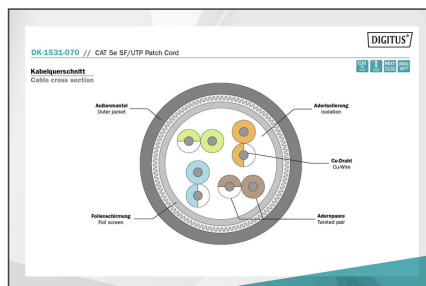 DIGITUS®
DK-1531-070 // CAT 5e SF/UTP Patch Cord
Kabelquerschnitt
Cable cross section
Außenmantel
Outer jacket
Aderisolierung
Isolation
Cu-Draht
Cu-Wire
Folienschirmung
Foil screen
Adernpaare
Twisted pair